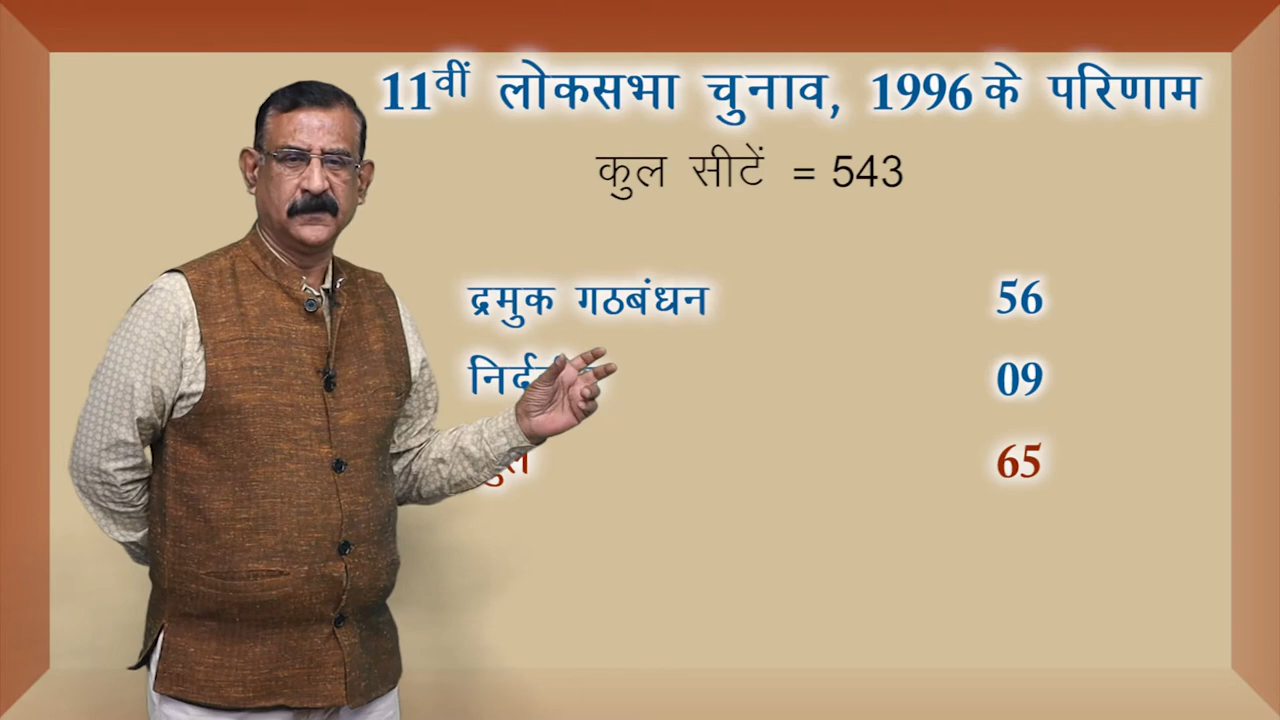 11वीं लोकसभा चुनाव, 1996 के परिणाम
कुल सीटें = 543
द्रमुक गठबंधन 56
09
65